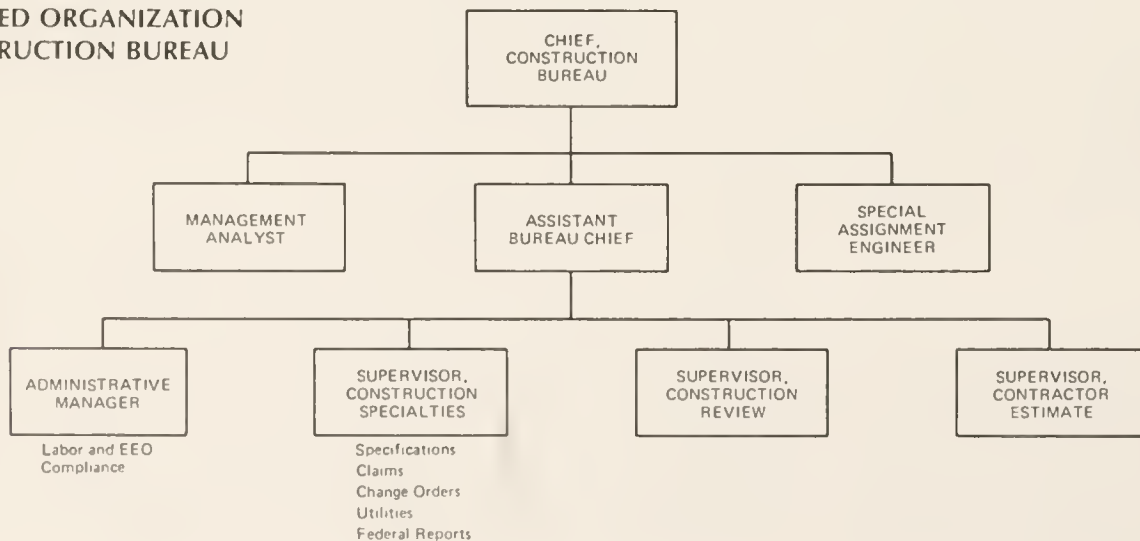 ED ORGANIZATION
RUCTION BUREAU
CHIEF,
CONSTRUCTION
BUREAU
MANAGEMENT
ANALYST
ASSISTANT
BUREAU CHIEF
SPECIAL
ASSIGNMENT
ENGINEER
ADMINISTRATIVE
MANAGER
Labor and EEO
Compliance
SUPERVISOR,
CONSTRUCTION
SPECIALTIES
Specifications
Claims
Change Orders
Utilities
Federal Reports
SUPERVISOR,
CONSTRUCTION
REVIEW
SUPERVISOR,
CONTRACTOR
ESTIMATE